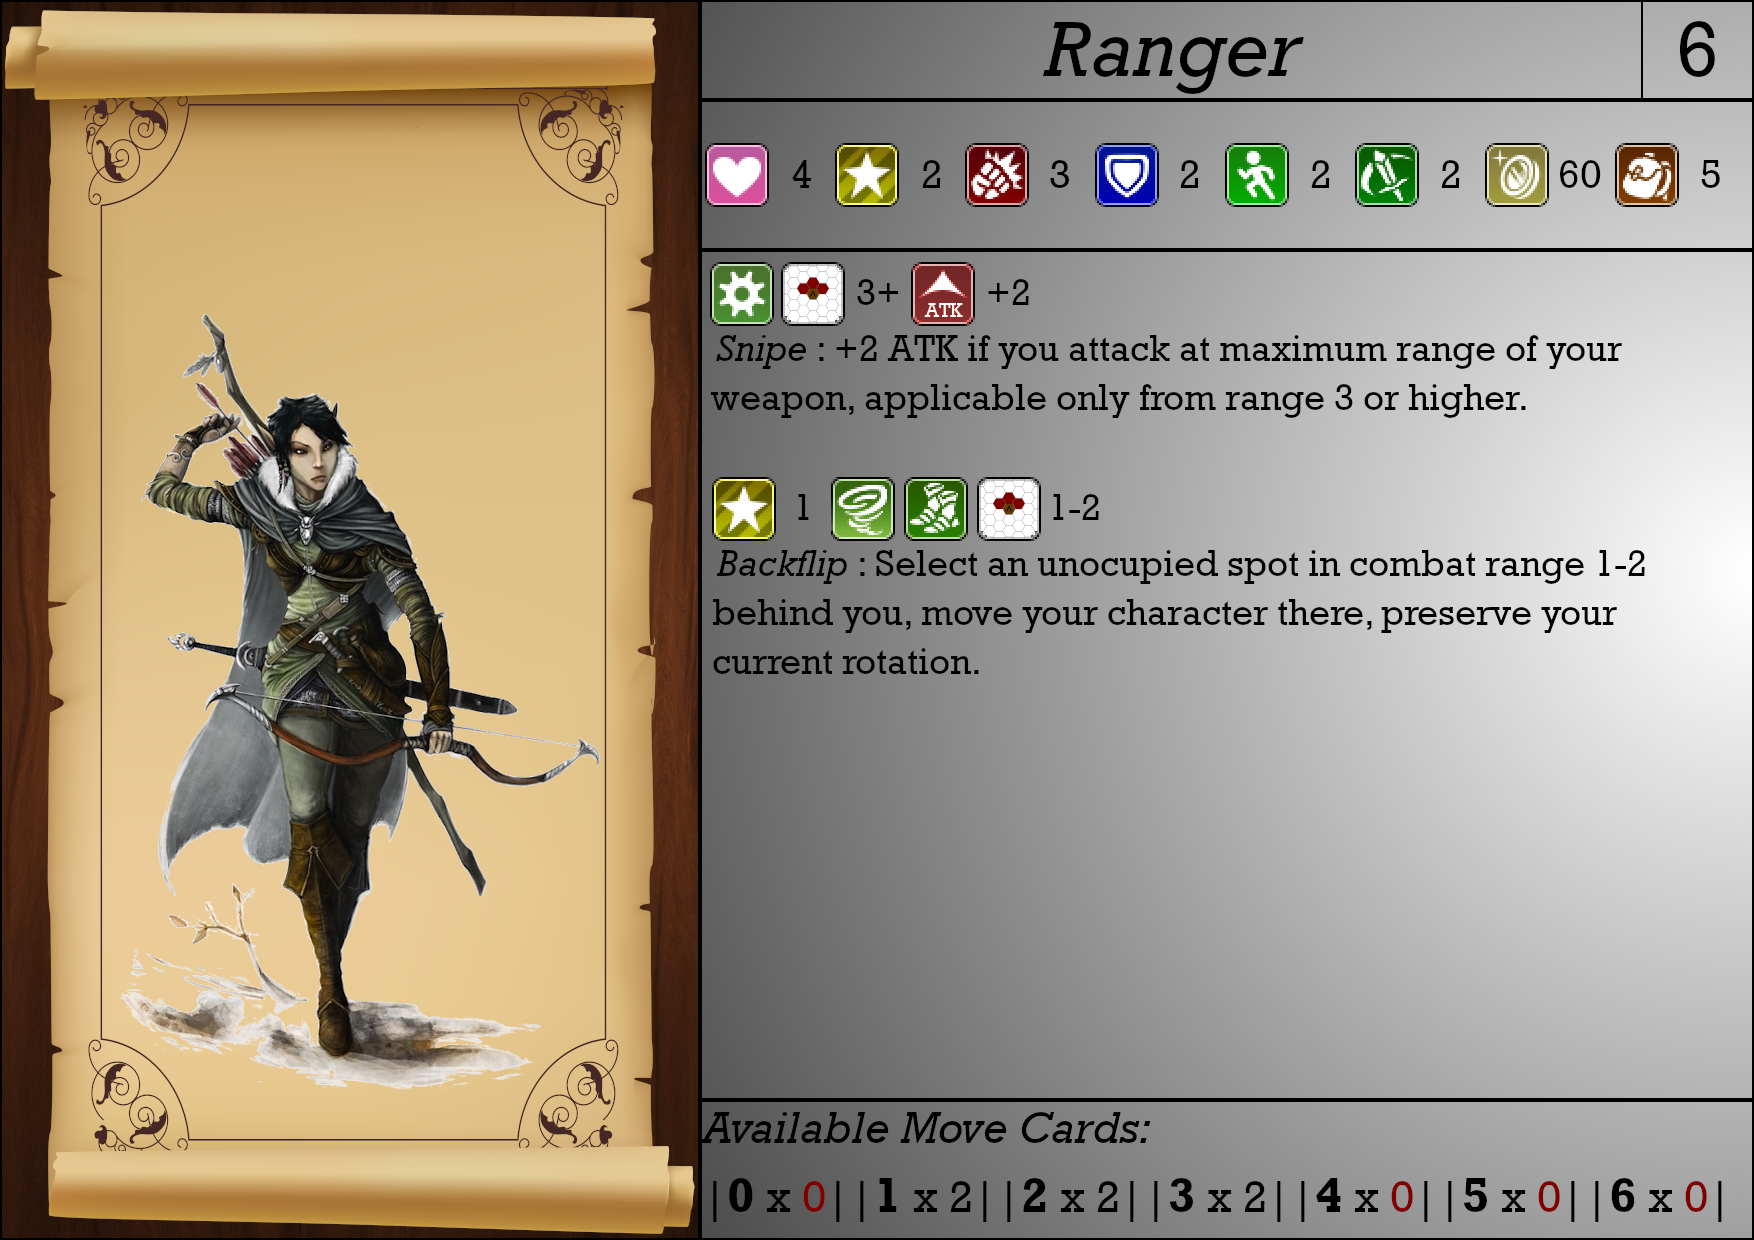 Ranger 6
4 2 3 2 2 2 60 5
3+ ATK +2
Snipe : +2 ATK if you attack at maximum range of your
weapon, applicable only from range 3 or higher.
1 1-2
Backflip : Select an unocupied spot in combat range 1-2
behind you, move your character there, preserve your
current rotation.
Available Move Cards:
|0 x 0| |1 x 2| |2 x 2| |3 x 2| |4 x 0| |5 x 0| |6 x 0|